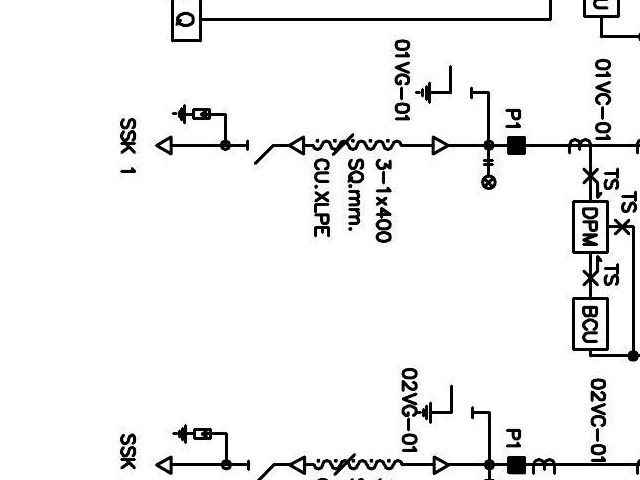 Q
U
01VG-01
01VC-01
P1
SSK 1
3-1x400
SQ.mm.
CU.XLPE
TS
TS
DPM
TS
BCU
02VG-01
02VC-01
P1
SSK